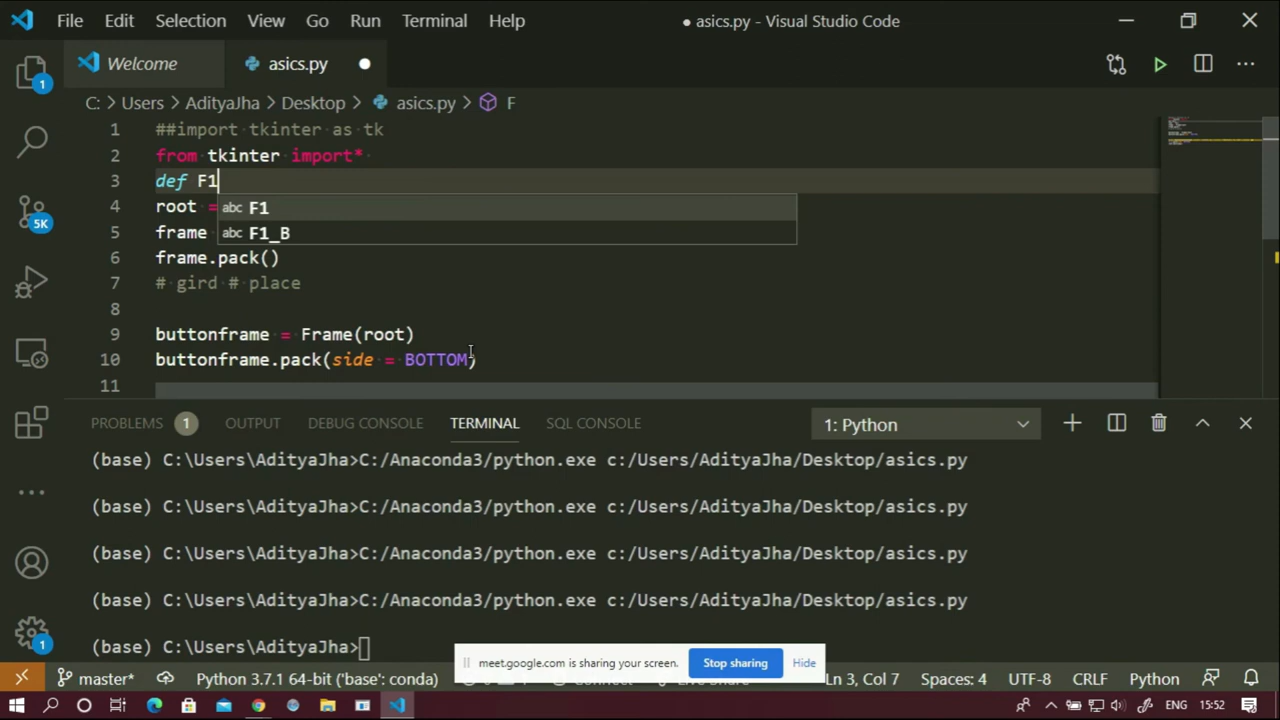 File Edit Selection View Go Run Terminal Help ● asics.py - Visual Studio Code
Welcome asics.py
C: > Users > AdityaJha > Desktop > asics.py > F
1 ##import tkinter as tk
2 from tkinter import*
3 def F1
4 root =
abc F1
5 frame
abc F1_B
6 frame.pack()
7 # gird # place
8
9 buttonframe = Frame(root)
10 buttonframe.pack(side = BOTTOM)
11
PROBLEMS 1 OUTPUT DEBUG CONSOLE TERMINAL SQL CONSOLE 1: Python
(base) C:\Users\AdityaJha>C:/Anaconda3/python.exe c:/Users/AdityaJha/Desktop/asics.py
(base) C:\Users\AdityaJha>C:/Anaconda3/python.exe c:/Users/AdityaJha/Desktop/asics.py
(base) C:\Users\AdityaJha>C:/Anaconda3/python.exe c:/Users/AdityaJha/Desktop/asics.py
(base) C:\Users\AdityaJha>C:/Anaconda3/python.exe c:/Users/AdityaJha/Desktop/asics.py
(base) C:\Users\AdityaJha>
1
5K
1
meet.google.com is sharing your screen. Stop sharing Hide
master* Python 3.7.1 64-bit ('base': conda) Ln 3, Col 7 Spaces: 4 UTF-8 CRLF Python
ENG 15:52